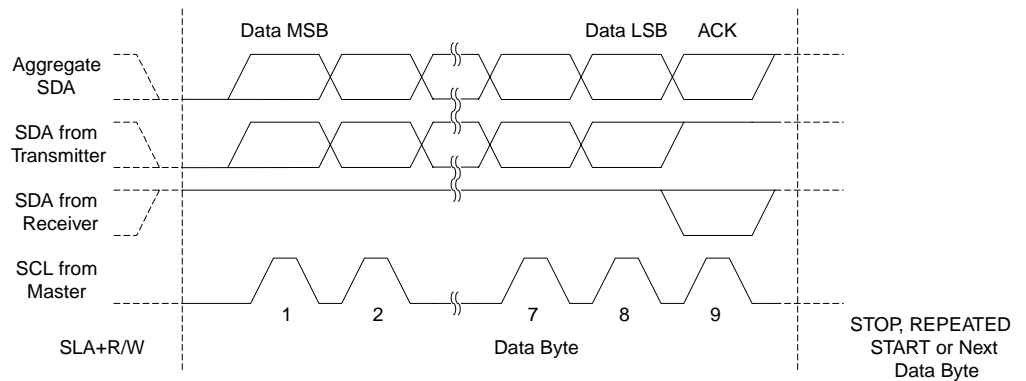 Data MSB
Data LSB
ACK
Aggregate
SDA
SDA from
Transmitter
SDA from
Receiver
SCL from
Master
1
2
7
8
9
SLA+R/W
Data Byte
STOP, REPEATED
START or Next
Data Byte